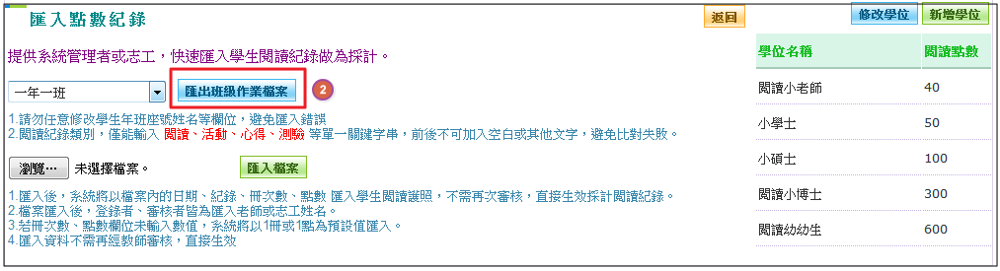 匯入點數紀錄
返回
提供系統管理者或志工，快速匯入學生閱讀紀錄做為採計。
一年一班
匯出班級作業檔案
2
1.請勿任意修改學生年班座號姓名等欄位，避免匯入錯誤
2.閱讀紀錄類別，僅能輸入 閱讀、活動、心得、測驗 等單一關鍵字串，前後不可加入空白或其他文字，避免比對失敗。
瀏覽… 未選擇檔案。
匯入檔案
1.匯入後，系統將以檔案內的日期、紀錄、冊次數、點數 匯入學生閱讀護照，不需再次審核，直接生效採計閱讀紀錄。
2.檔案匯入後，登錄者、審核者皆為匯入老師或志工姓名。
3.若冊次數、點數欄位未輸入數值，系統將以1冊或1點為預設值匯入。
4.匯入資料不需再經教師審核，直接生效
修改學位 新增學位
學位名稱 閱讀點數
閱讀小老師 40
小學士 50
小碩士 100
閱讀小博士 300
閱讀幼幼生 600